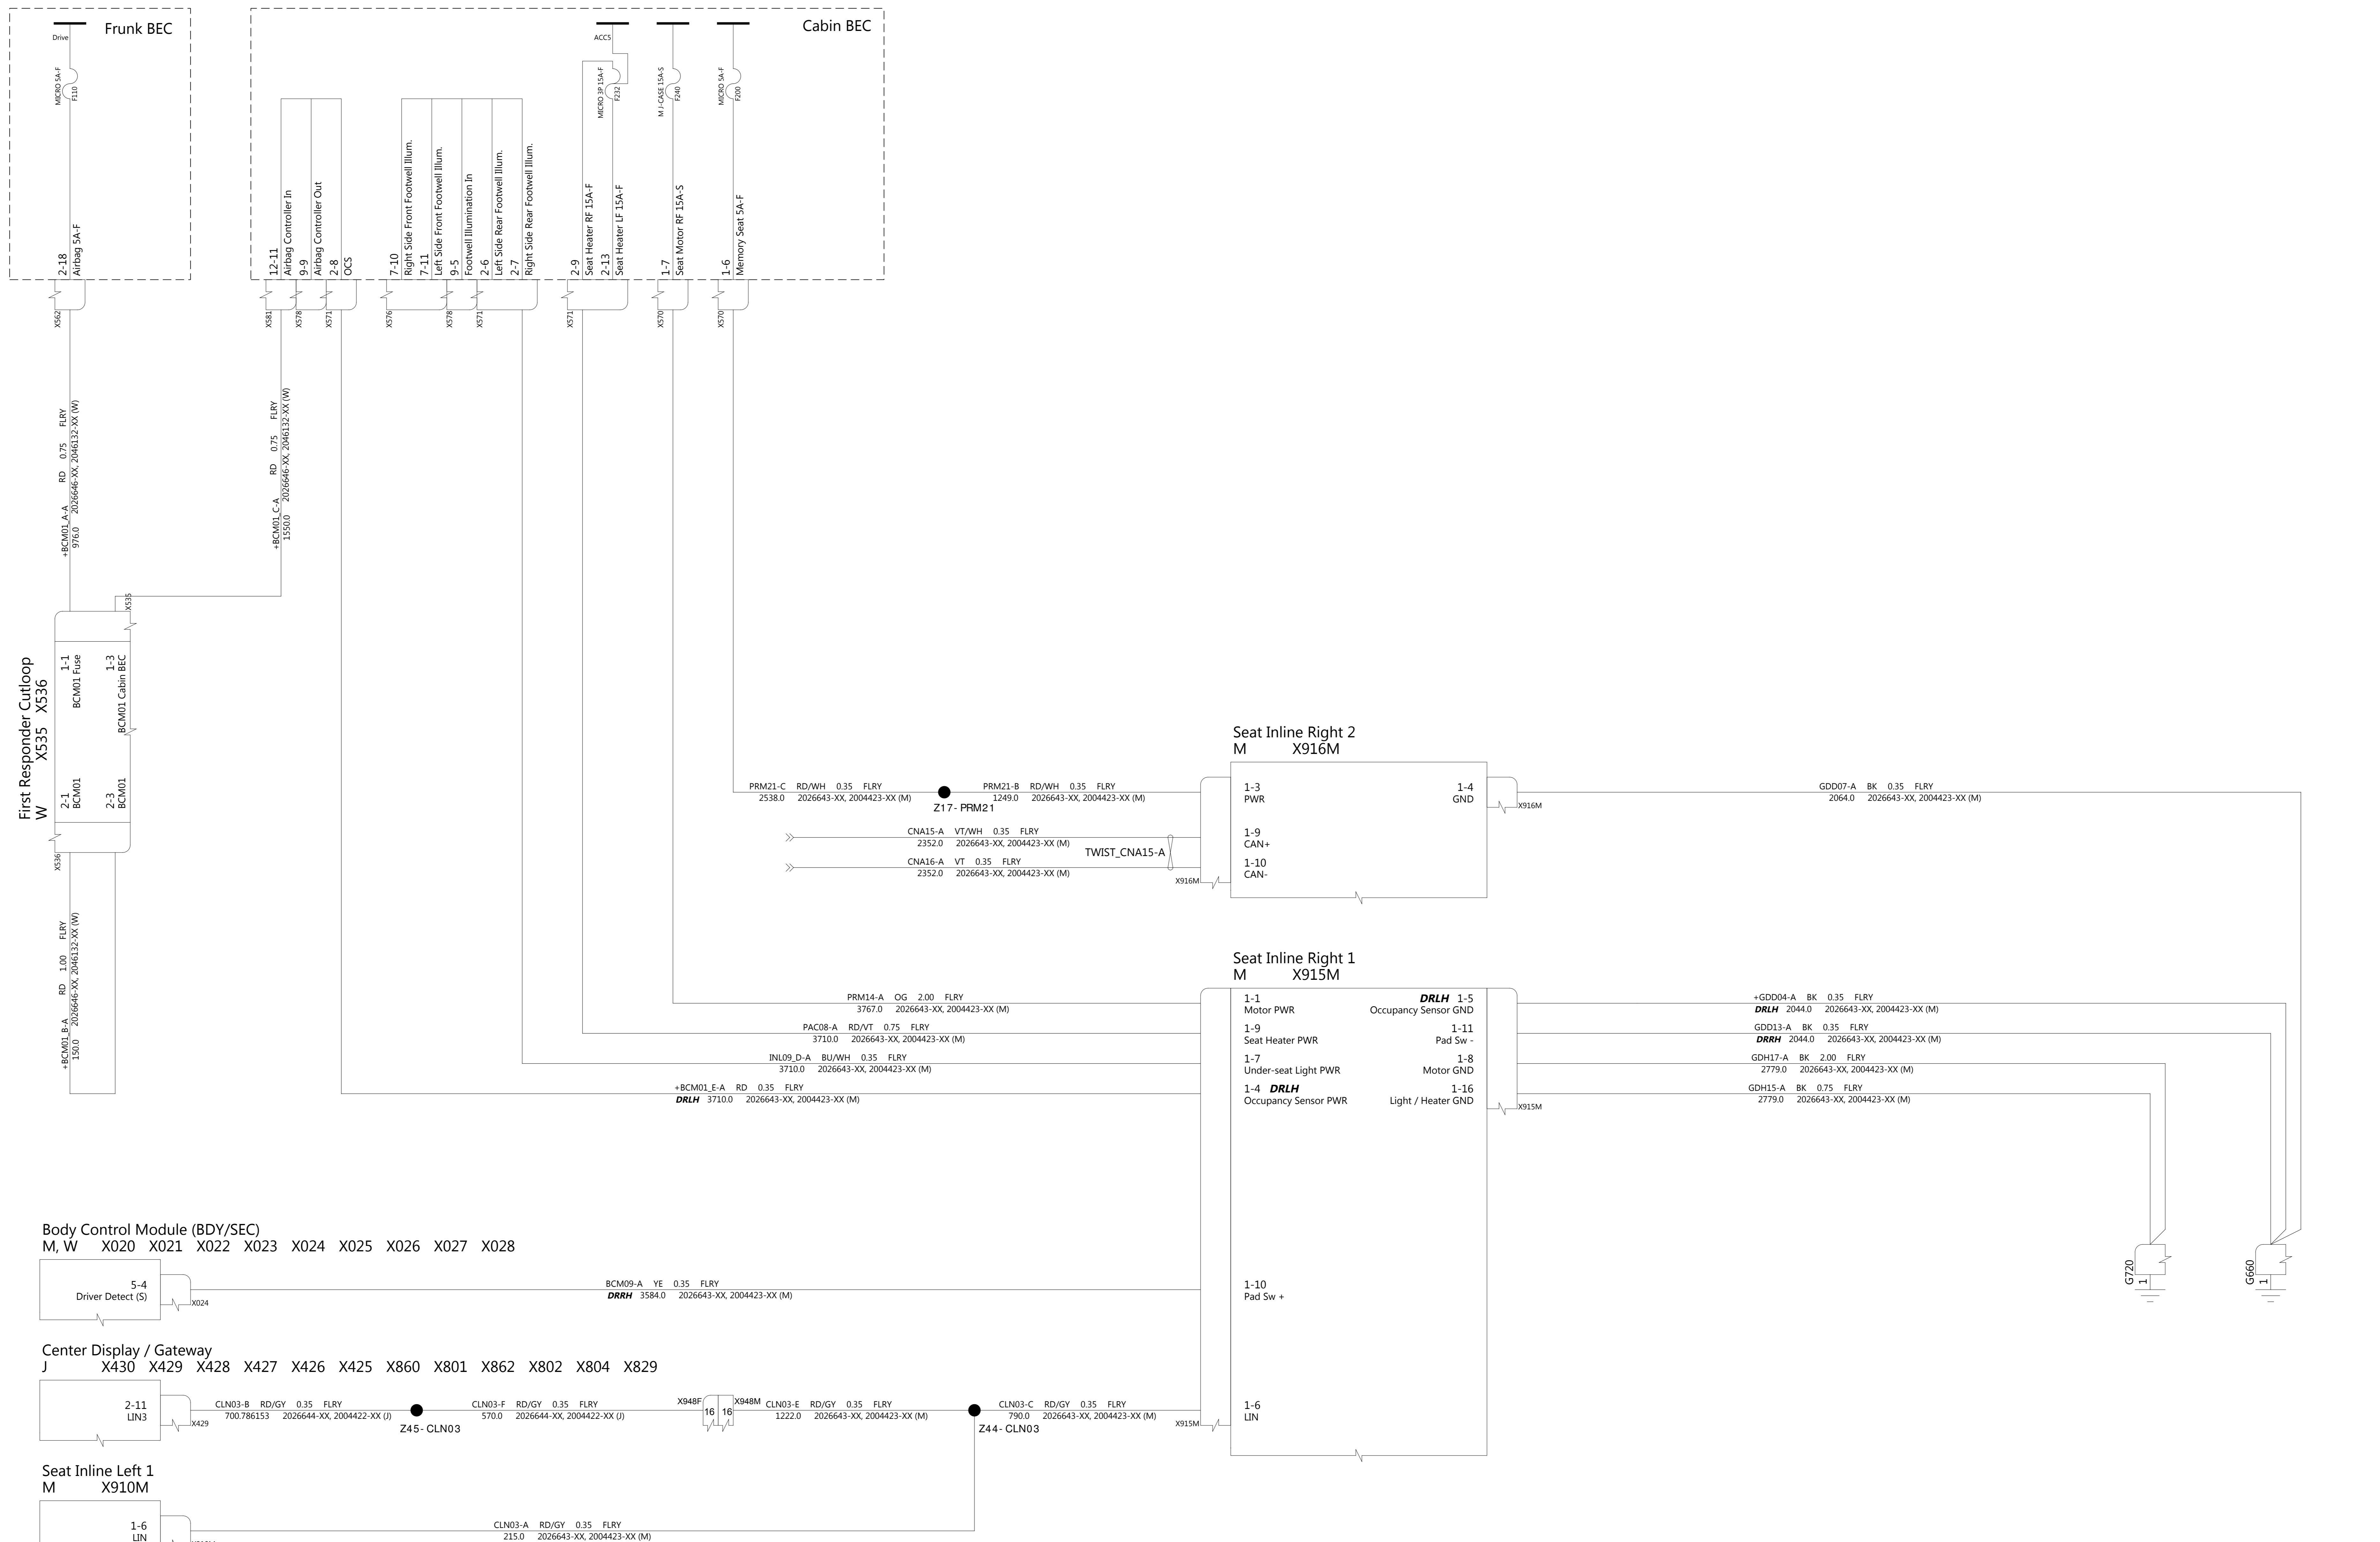 Frunk BEC
Drive
MICRO 5A-F
F110
2-18
Airbag 5A-F
X562
Cabin BEC
ACCS
MICRO 3P 15A-F
F232
M J-CASE 15A-S
F240
MICRO 5A-F
F200
12-11
Airbag Controller In
9-9
Airbag Controller Out
2-8
OCS
7-10
Right Side Front Footwell Illum.
7-11
Left Side Front Footwell Illum.
9-5
Footwell Illumination In
2-6
Left Side Rear Footwell Illum.
2-7
Right Side Rear Footwell Illum.
2-9
Seat Heater RF 15A-F
2-13
Seat Heater LF 15A-F
1-7
Seat Motor RF 15A-S
1-6
Memory Seat 5A-F
X581
X578
X571
X576
X578
X571
X571
X570
X570
+BCM01_A-A RD 0.75 FLRY
976.0 2026646-XX, 2046132-XX (W)
+BCM01_C-A RD 0.75 FLRY
1550.0 2026646-XX, 2046132-XX (W)
X535
First Responder Cutloop
W X535 X536
1-1
BCM01 Fuse
1-3
BCM01 Cabin BEC
2-1
BCM01
2-3
BCM01
X536
+BCM01_B-A RD 1.00 FLRY
150.0 2026646-XX, 2046132-XX (W)
Seat Inline Right 2
M X916M
PRM21-C RD/WH 0.35 FLRY
2538.0 2026643-XX, 2004423-XX (M)
Z17- PRM21
PRM21-B RD/WH 0.35 FLRY
1249.0 2026643-XX, 2004423-XX (M)
1-3
PWR
1-4
GND
X916M
GDD07-A BK 0.35 FLRY
2064.0 2026643-XX, 2004423-XX (M)
CNA15-A VT/WH 0.35 FLRY
2352.0 2026643-XX, 2004423-XX (M)
TWIST_CNA15-A
CNA16-A VT 0.35 FLRY
2352.0 2026643-XX, 2004423-XX (M)
1-9
CAN+
1-10
CAN-
X916M
Seat Inline Right 1
M X915M
PRM14-A OG 2.00 FLRY
3767.0 2026643-XX, 2004423-XX (M)
1-1
Motor PWR
DRLH 1-5
Occupancy Sensor GND
+GDD04-A BK 0.35 FLRY
DRLH 2044.0 2026643-XX, 2004423-XX (M)
PAC08-A RD/VT 0.75 FLRY
3710.0 2026643-XX, 2004423-XX (M)
1-9
Seat Heater PWR
1-11
Pad Sw -
GDD13-A BK 0.35 FLRY
DRRH 2044.0 2026643-XX, 2004423-XX (M)
INL09_D-A BU/WH 0.35 FLRY
3710.0 2026643-XX, 2004423-XX (M)
1-7
Under-seat Light PWR
1-8
Motor GND
GDH17-A BK 2.00 FLRY
2779.0 2026643-XX, 2004423-XX (M)
+BCM01_E-A RD 0.35 FLRY
DRLH 3710.0 2026643-XX, 2004423-XX (M)
1-4 DRLH
Occupancy Sensor PWR
1-16
Light / Heater GND
X915M
GDH15-A BK 0.75 FLRY
2779.0 2026643-XX, 2004423-XX (M)
G720
1
G660
1
Body Control Module (BDY/SEC)
M, W X020 X021 X022 X023 X024 X025 X026 X027 X028
5-4
Driver Detect (S)
X024
BCM09-A YE 0.35 FLRY
DRRH 3584.0 2026643-XX, 2004423-XX (M)
1-10
Pad Sw +
Center Display / Gateway
J X430 X429 X428 X427 X426 X425 X860 X801 X862 X802 X804 X829
2-11
LIN3
X429
CLN03-B RD/GY 0.35 FLRY
700.786153 2026644-XX, 2004422-XX (J)
Z45- CLN03
CLN03-F RD/GY 0.35 FLRY
570.0 2026644-XX, 2004422-XX (J)
X948F
16
16
X948M
CLN03-E RD/GY 0.35 FLRY
1222.0 2026643-XX, 2004423-XX (M)
Z44- CLN03
CLN03-C RD/GY 0.35 FLRY
790.0 2026643-XX, 2004423-XX (M)
X915M
1-6
LIN
Seat Inline Left 1
M X910M
1-6
LIN
CLN03-A RD/GY 0.35 FLRY
215.0 2026643-XX, 2004423-XX (M)